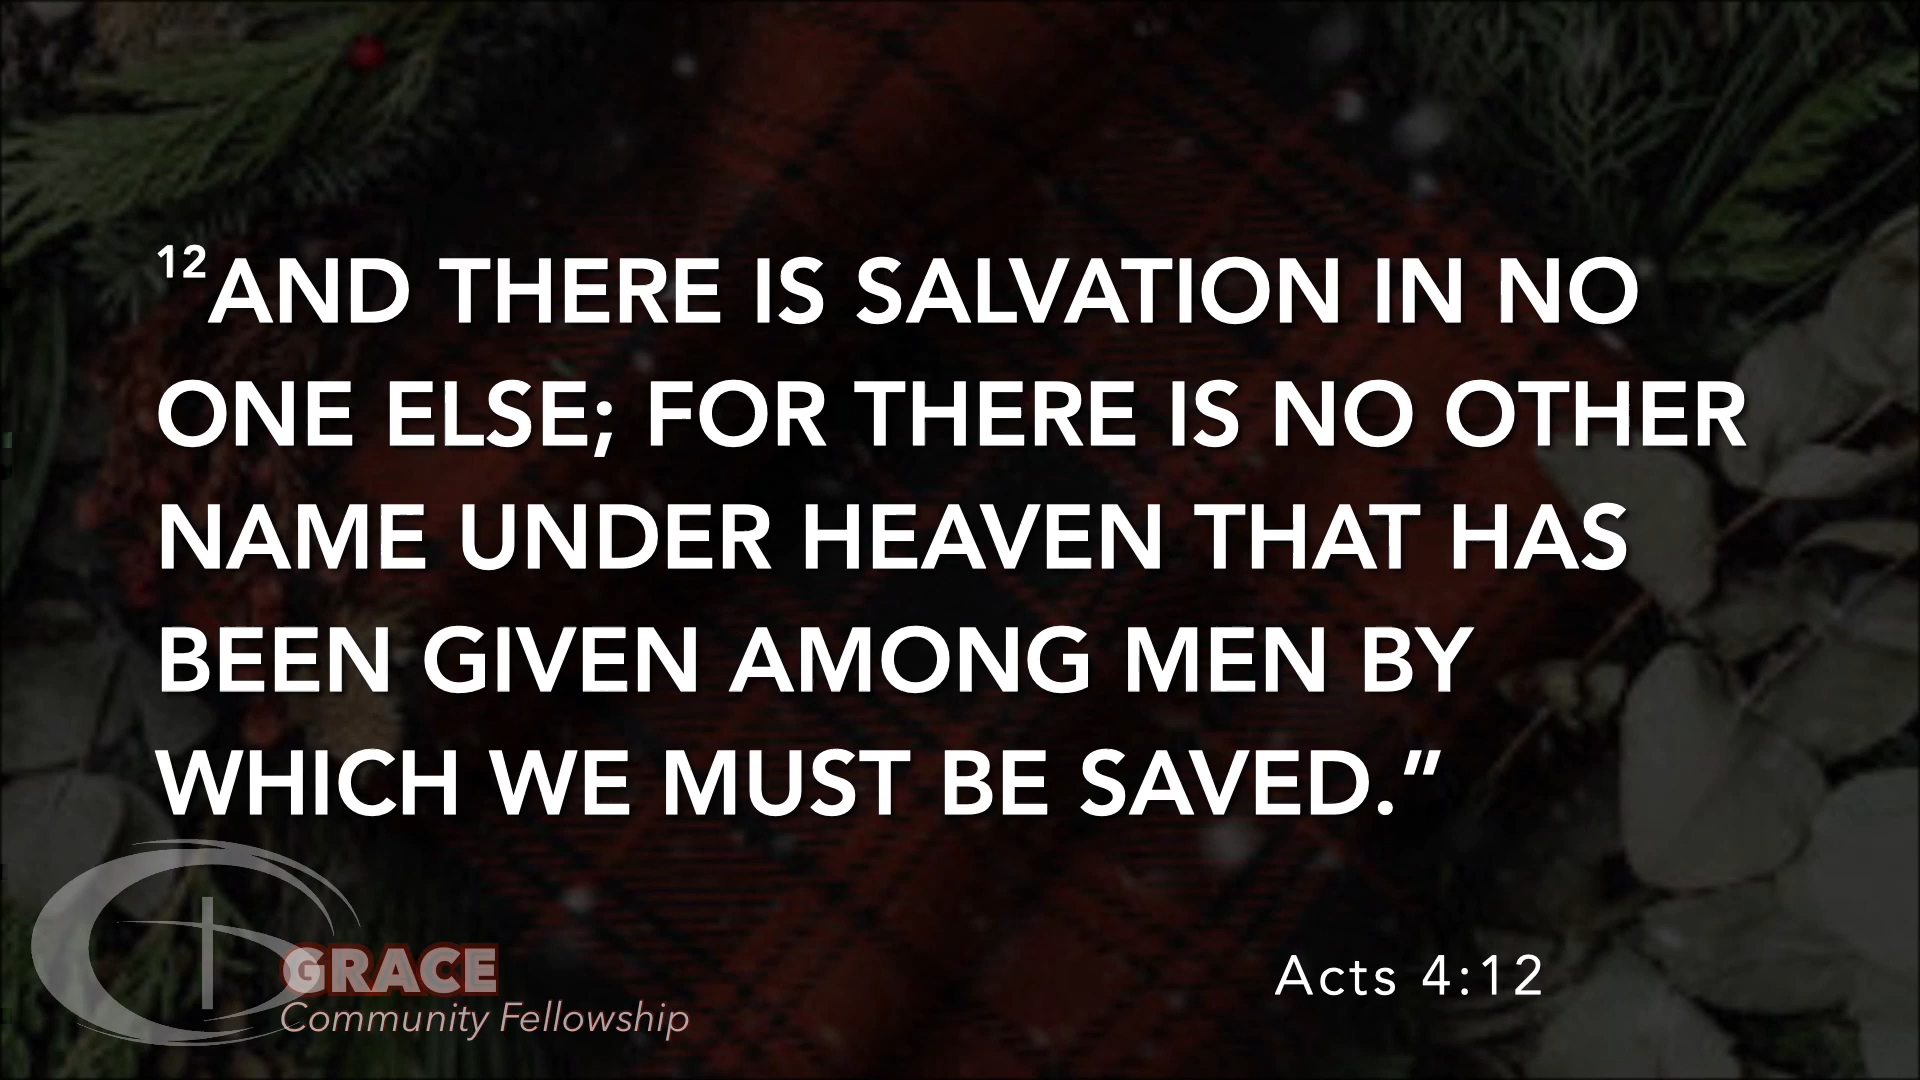 ¹²AND THERE IS SALVATION IN NO
ONE ELSE; FOR THERE IS NO OTHER
NAME UNDER HEAVEN THAT HAS
BEEN GIVEN AMONG MEN BY
WHICH WE MUST BE SAVED.”
GRACE
Community Fellowship
Acts 4:12